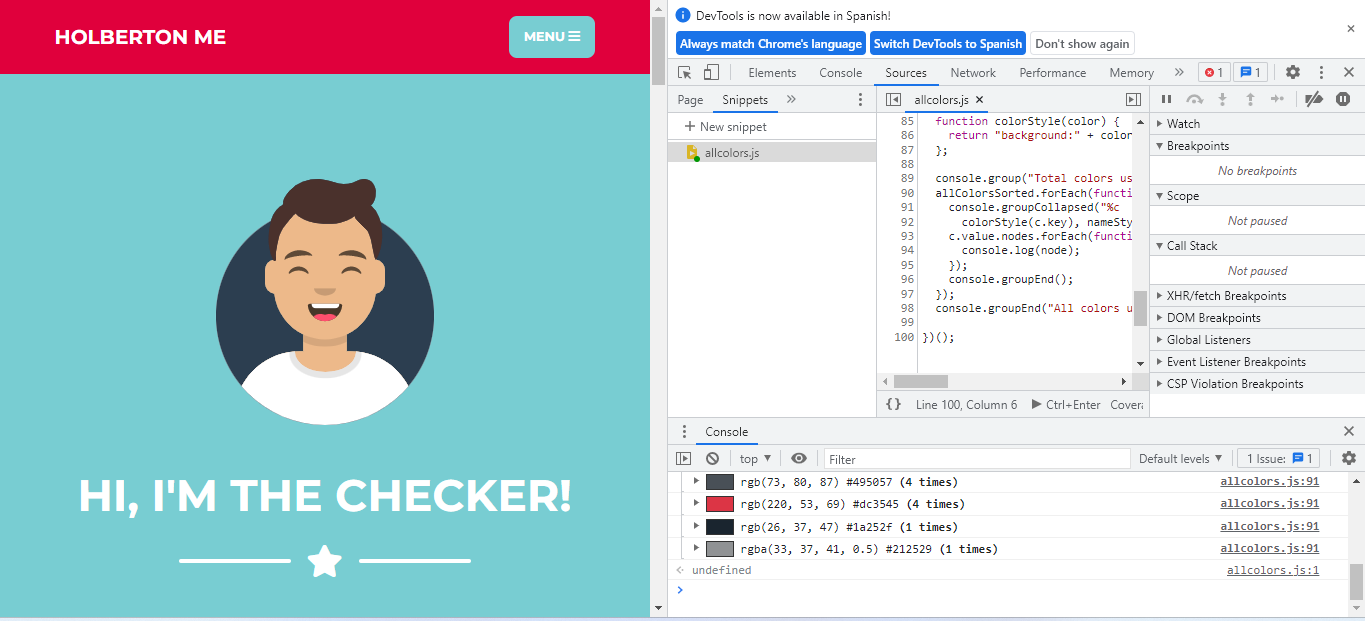 HOLBERTON ME
MENU
HI, I'M THE CHECKER!
DevTools is now available in Spanish!
Always match Chrome's language
Switch DevTools to Spanish
Don't show again
Elements
Console
Sources
Network
Performance
Memory
1
1
Page
Snippets
New snippet
allcolors.js
allcolors.js
85 function colorStyle(color) {
86 return "background:" + color
87 };
88
89 console.group("Total colors us
90 allColorsSorted.forEach(functi
91 console.groupCollapsed("%c
92 colorStyle(c.key), nameSty
93 c.value.nodes.forEach(functi
94 console.log(node);
95 });
96 console.groupEnd();
97 });
98 console.groupEnd("All colors u
99
100 })();
{} Line 100, Column 6 Ctrl+Enter Covera
Watch
Breakpoints
No breakpoints
Scope
Not paused
Call Stack
Not paused
XHR/fetch Breakpoints
DOM Breakpoints
Global Listeners
Event Listener Breakpoints
CSP Violation Breakpoints
Console
top
Filter
Default levels
1 Issue: 1
rgb(73, 80, 87) #495057 (4 times) allcolors.js:91
rgb(220, 53, 69) #dc3545 (4 times) allcolors.js:91
rgb(26, 37, 47) #1a252f (1 times) allcolors.js:91
rgba(33, 37, 41, 0.5) #212529 (1 times) allcolors.js:91
undefined allcolors.js:1